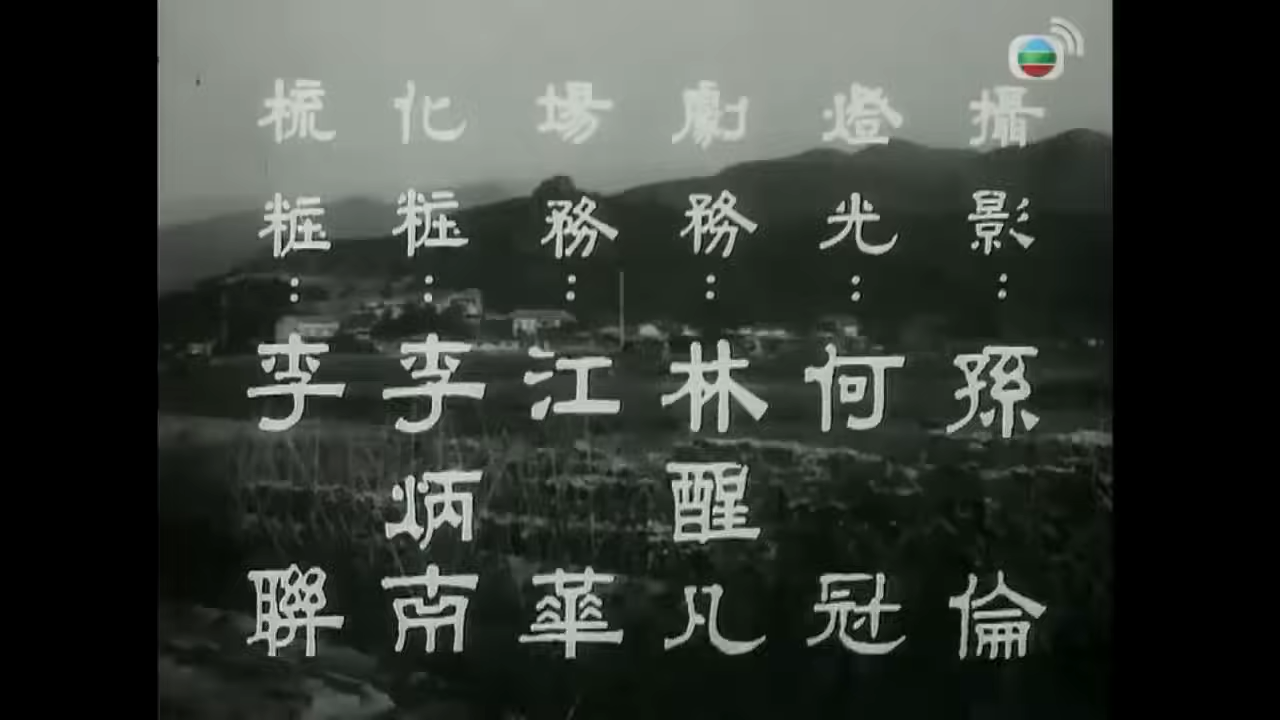 攝影：孫倫
燈光：何冠
劇務：林醒凡
場務：江華
化粧：李炳南
梳粧：李聯